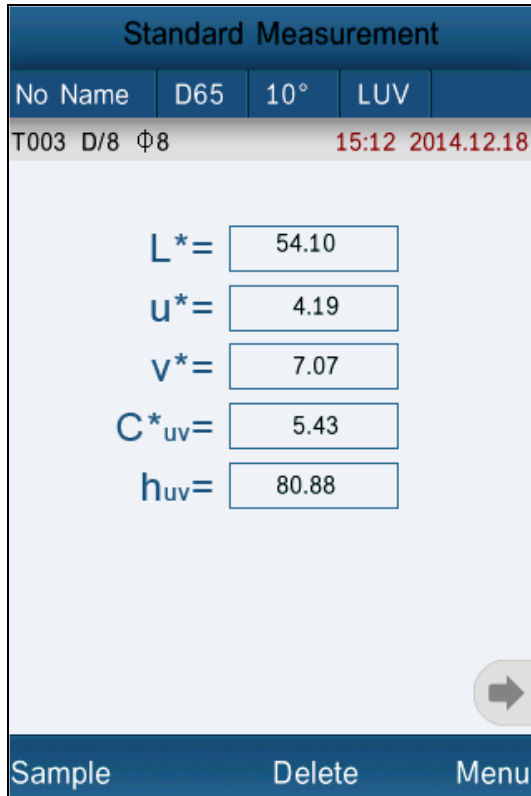 Standard Measurement
No Name D65 10° LUV
T003 D/8 Φ8 15:12 2014.12.18
L*= 54.10
u*= 4.19
v*= 7.07
C*uv= 5.43
huv= 80.88
Sample Delete Menu